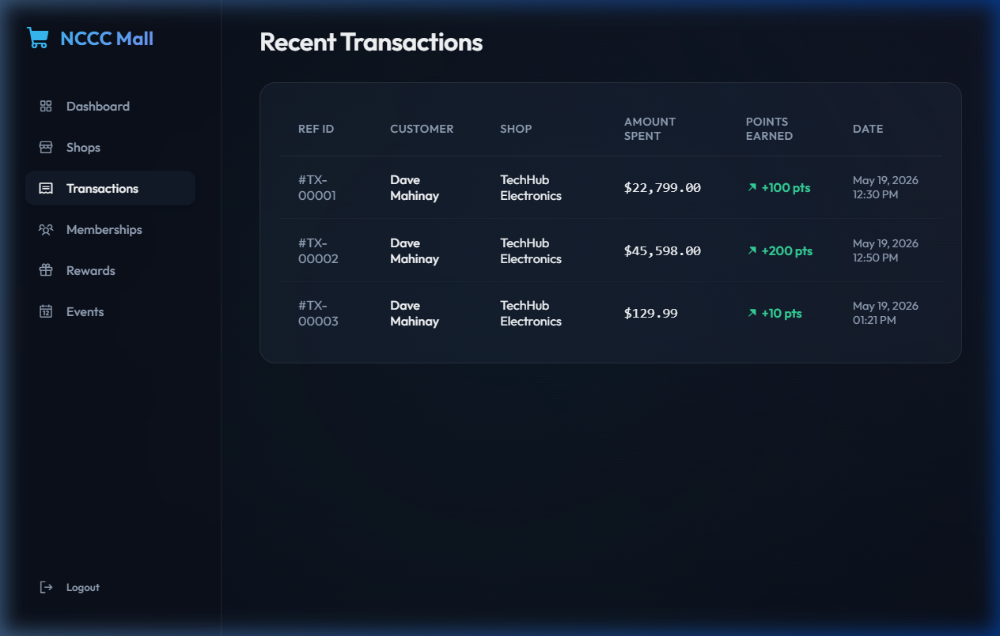 NCCC Mall
Dashboard
Shops
Transactions
Memberships
Rewards
12
Events
Logout
Recent Transactions
REF ID CUSTOMER SHOP AMOUNT SPENT POINTS EARNED DATE
#TX-00001 Dave Mahinay TechHub Electronics $22,799.00 +100 pts May 19, 2026 12:30 PM
#TX-00002 Dave Mahinay TechHub Electronics $45,598.00 +200 pts May 19, 2026 12:50 PM
#TX-00003 Dave Mahinay TechHub Electronics $129.99 +10 pts May 19, 2026 01:21 PM